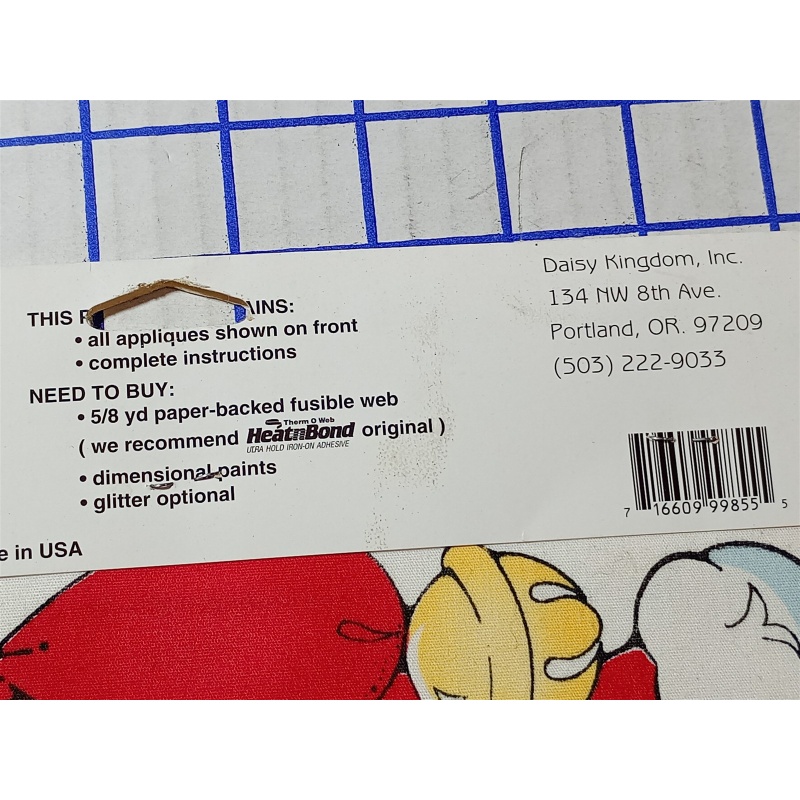 THIS P AINS:
• all appliques shown on front
• complete instructions
NEED TO BUY:
• 5/8 yd paper-backed fusible web
( we recommend Therm O Web HeatnBond original )
ULTRA HOLD IRON-ON ADHESIVE
• dimensional paints
• glitter optional
e in USA
Daisy Kingdom, Inc.
134 NW 8th Ave.
Portland, OR. 97209
(503) 222-9033
7 16609 99855 5